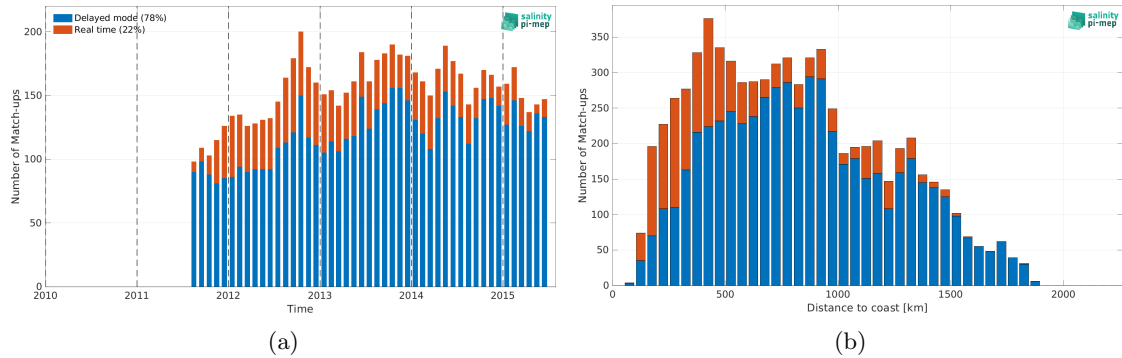 Delayed mode (78%)
Real time (22%)
salinity
pi-mep
200
150
100
50
0
Number of Match-ups
2010
2011
2012
2013
2014
2015
Time
(a)
salinity
pi-mep
350
300
250
200
150
100
50
0
Number of Match-ups
0
500
1000
1500
2000
Distance to coast [km]
(b)